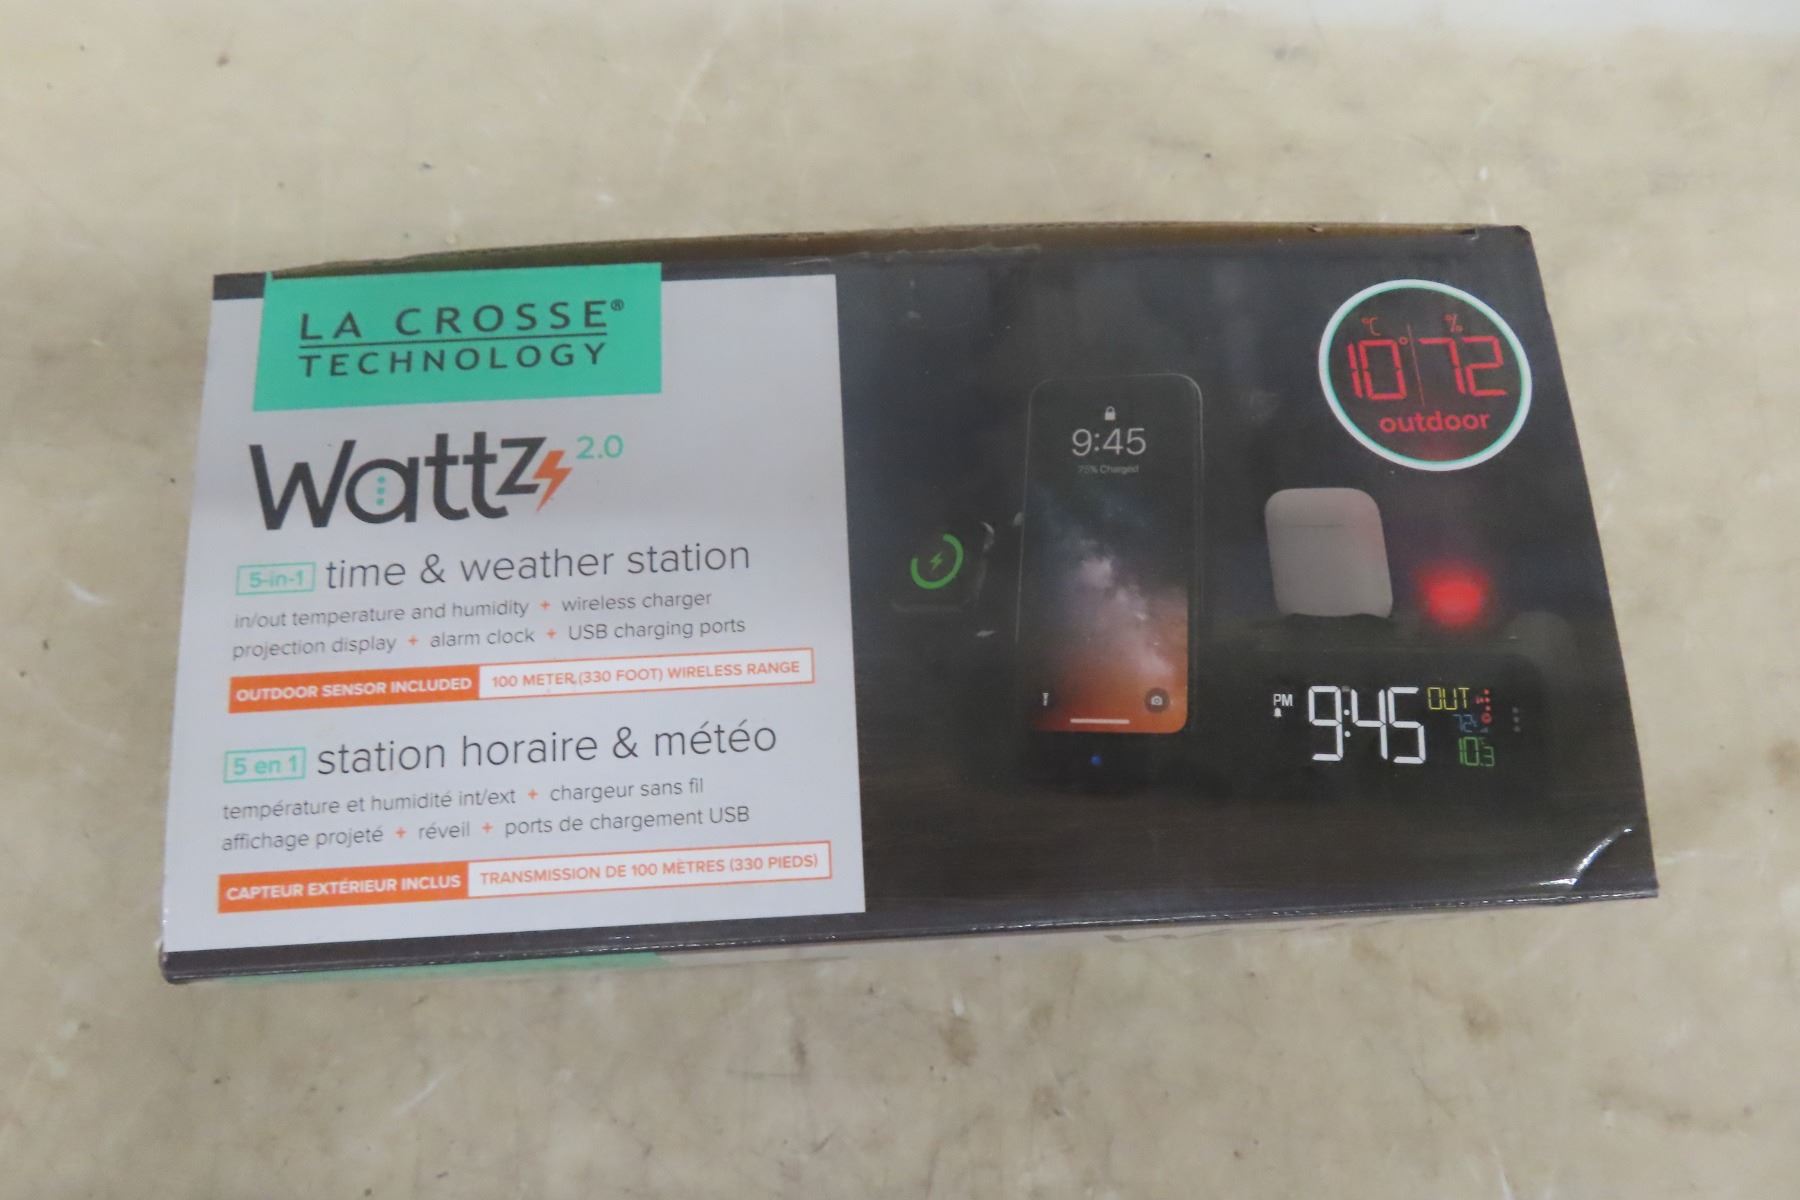 LA CROSSE®
TECHNOLOGY
Wattz 2.0
5-in-1 time & weather station
in/out temperature and humidity + wireless charger
projection display + alarm clock + USB charging ports
OUTDOOR SENSOR INCLUDED 100 METER (330 FOOT) WIRELESS RANGE
5 en 1 station horaire & météo
température et humidité int/ext + chargeur sans fil
affichage projeté + réveil + ports de chargement USB
CAPTEUR EXTÉRIEUR INCLUS TRANSMISSION DE 100 MÈTRES (330 PIEDS)
9:45
75% Charged
°C %
10° 72
outdoor
PM 9:45 OUT
72%
10.3